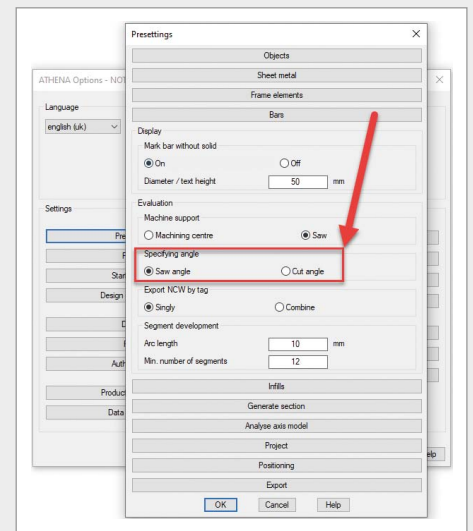 Presettings
Objects
Sheet metal
Frame elements
Bars
Display
Mark bar without solid
On Off
Diameter / text height 50 mm
Evaluation
Machine support
Machining centre Saw
Specifying angle
Saw angle Cut angle
Export NCW by tag
Singly Combine
Segment development
Arc length 10 mm
Min. number of segments 12
Infills
Generate section
Analyse axis model
Project
Positioning
Export
OK Cancel Help
ATHENA Options - NOT
Language
english (uk)
Settings
Pre
Star
Design
Auth
Product
Data
elp